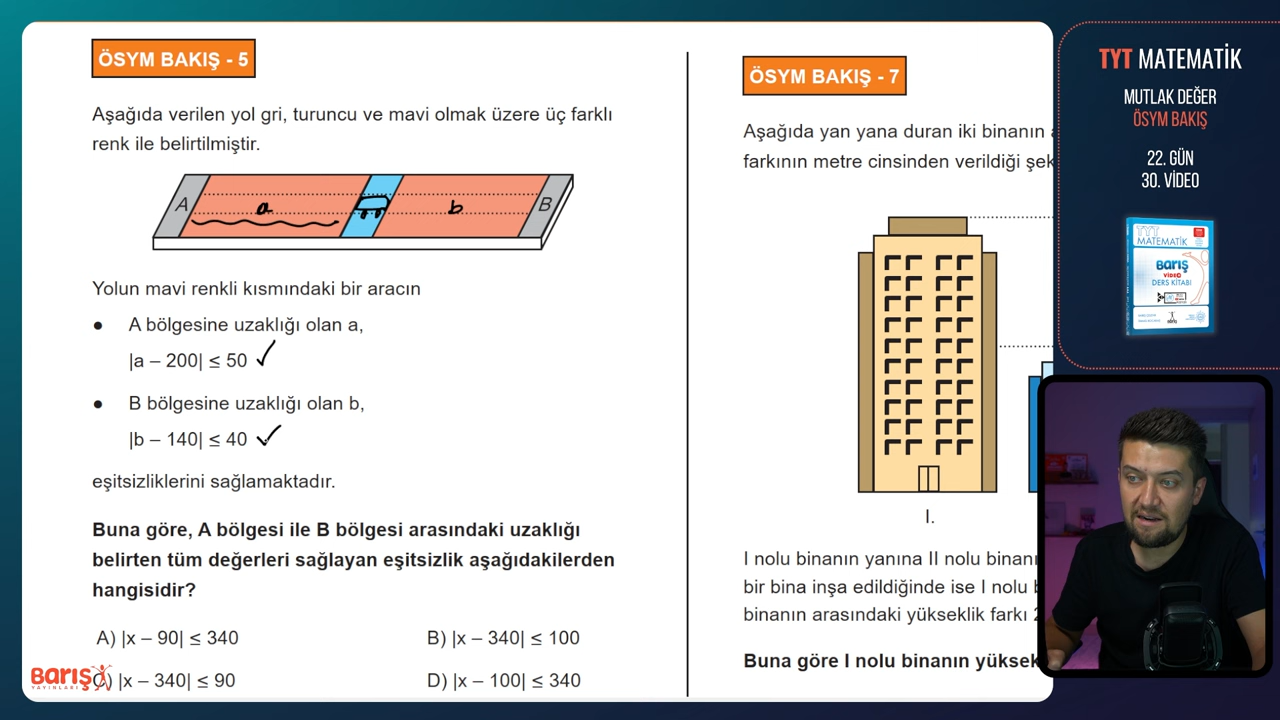 ÖSYM BAKIŞ - 5
Aşağıda verilen yol gri, turuncu ve mavi olmak üzere üç farklı
renk ile belirtilmiştir.
A
a
b
B
Yolun mavi renkli kısmındaki bir aracın
● A bölgesine uzaklığı olan a,
|a – 200| ≤ 50
● B bölgesine uzaklığı olan b,
|b – 140| ≤ 40
eşitsizliklerini sağlamaktadır.
Buna göre, A bölgesi ile B bölgesi arasındaki uzaklığı
belirten tüm değerleri sağlayan eşitsizlik aşağıdakilerden
hangisidir?
A) |x – 90| ≤ 340
B) |x – 340| ≤ 100
C) |x – 340| ≤ 90
D) |x – 100| ≤ 340
BARIŞ
YAYINLARI
ÖSYM BAKIŞ - 7
Aşağıda yan yana duran iki binanın
farkının metre cinsinden verildiği şek
I.
I nolu binanın yanına II nolu binanı
bir bina inşa edildiğinde ise I nolu
binanın arasındaki yükseklik farkı 2
Buna göre I nolu binanın yüksek
TYT MATEMATİK
MUTLAK DEĞER
ÖSYM BAKIŞ
22. GÜN
30. VİDEO
TYT
MATEMATİK
BARIŞ
VİDEO
DERS KİTABI